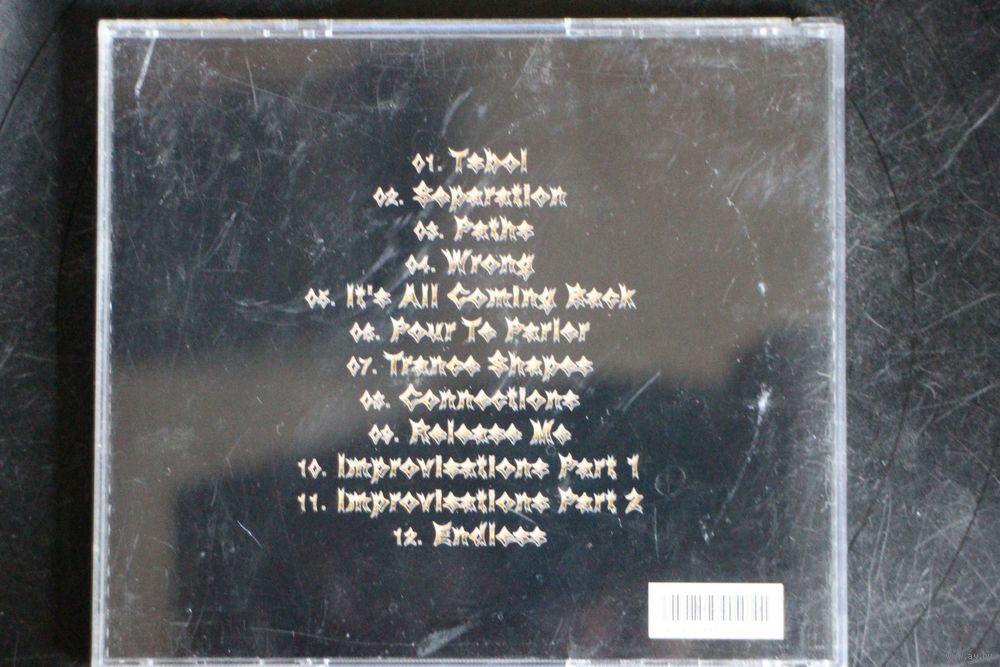 01. Tebol
02. Separation
03. Paths
04. Wrong
05. It's All Coming Back
06. Pour To Parler
07. Trance Shapes
08. Connections
09. Release Me
10. Improvisations Part 1
11. Improvisations Part 2
12. Endless